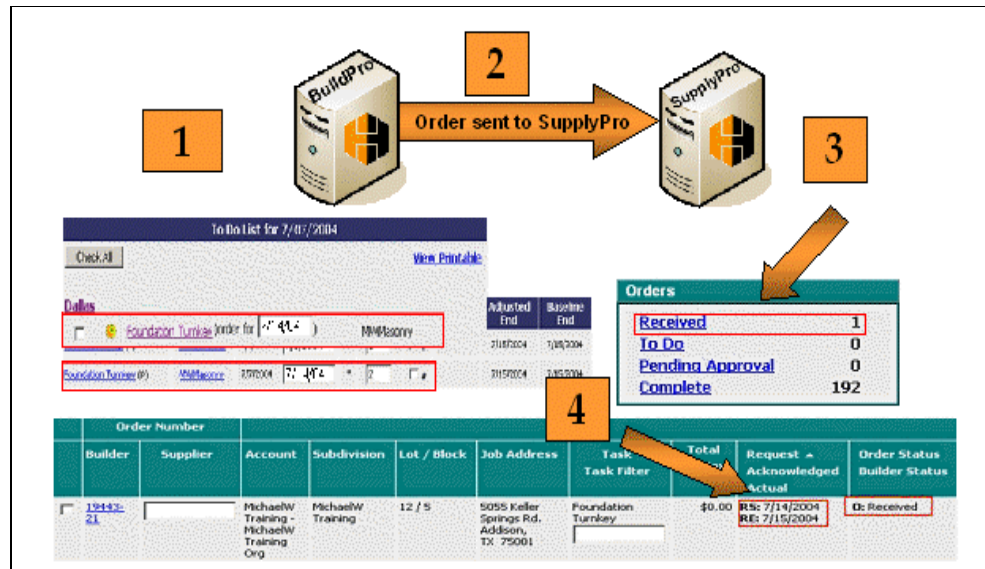 BuildPro
2
SupplyPro
Order sent to SupplyPro
1
3
To Do List for 7/07/2004
Check All
View Printable
Dallas
Adjusted End
Baseline End
Foundation Turnkey (order for ) MWMasonry
Foundation Turnkey MWMasonry 2
Orders
Received 1
To Do 0
Pending Approval 0
Complete 192
4
Order Number
Builder
Supplier
Account
Subdivision
Lot / Block
Job Address
Task
Task Filter
Total
Request
Acknowledged
Actual
Order Status
Builder Status
19443-
21
MichaelW
Training -
MichaelW
Training
Org
MichaelW
Training
12 / 5
5055 Keller
Springs Rd.
Addison,
TX 75001
Foundation
Turnkey
$0.00
RS: 7/14/2004
RE: 7/15/2004
O: Received